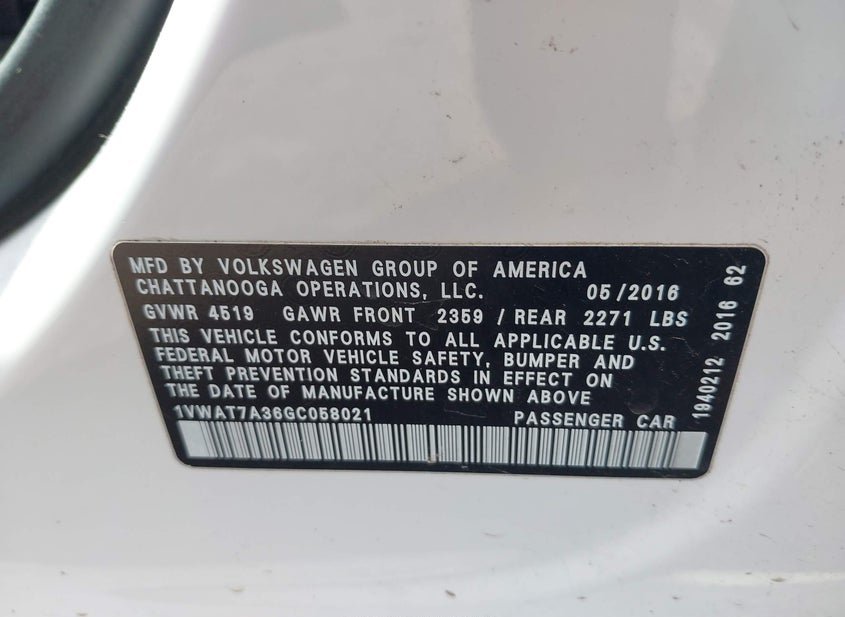 MFD BY VOLKSWAGEN GROUP OF AMERICA
CHATTANOOGA OPERATIONS, LLC. 05/2016
GVWR 4519 GAWR FRONT 2359 / REAR 2271 LBS
THIS VEHICLE CONFORMS TO ALL APPLICABLE U.S.
FEDERAL MOTOR VEHICLE SAFETY, BUMPER AND
THEFT PREVENTION STANDARDS IN EFFECT ON
THE DATE OF MANUFACTURE SHOWN ABOVE
1VWAT7A36GC058021 PASSENGER CAR
1940212 2016 62